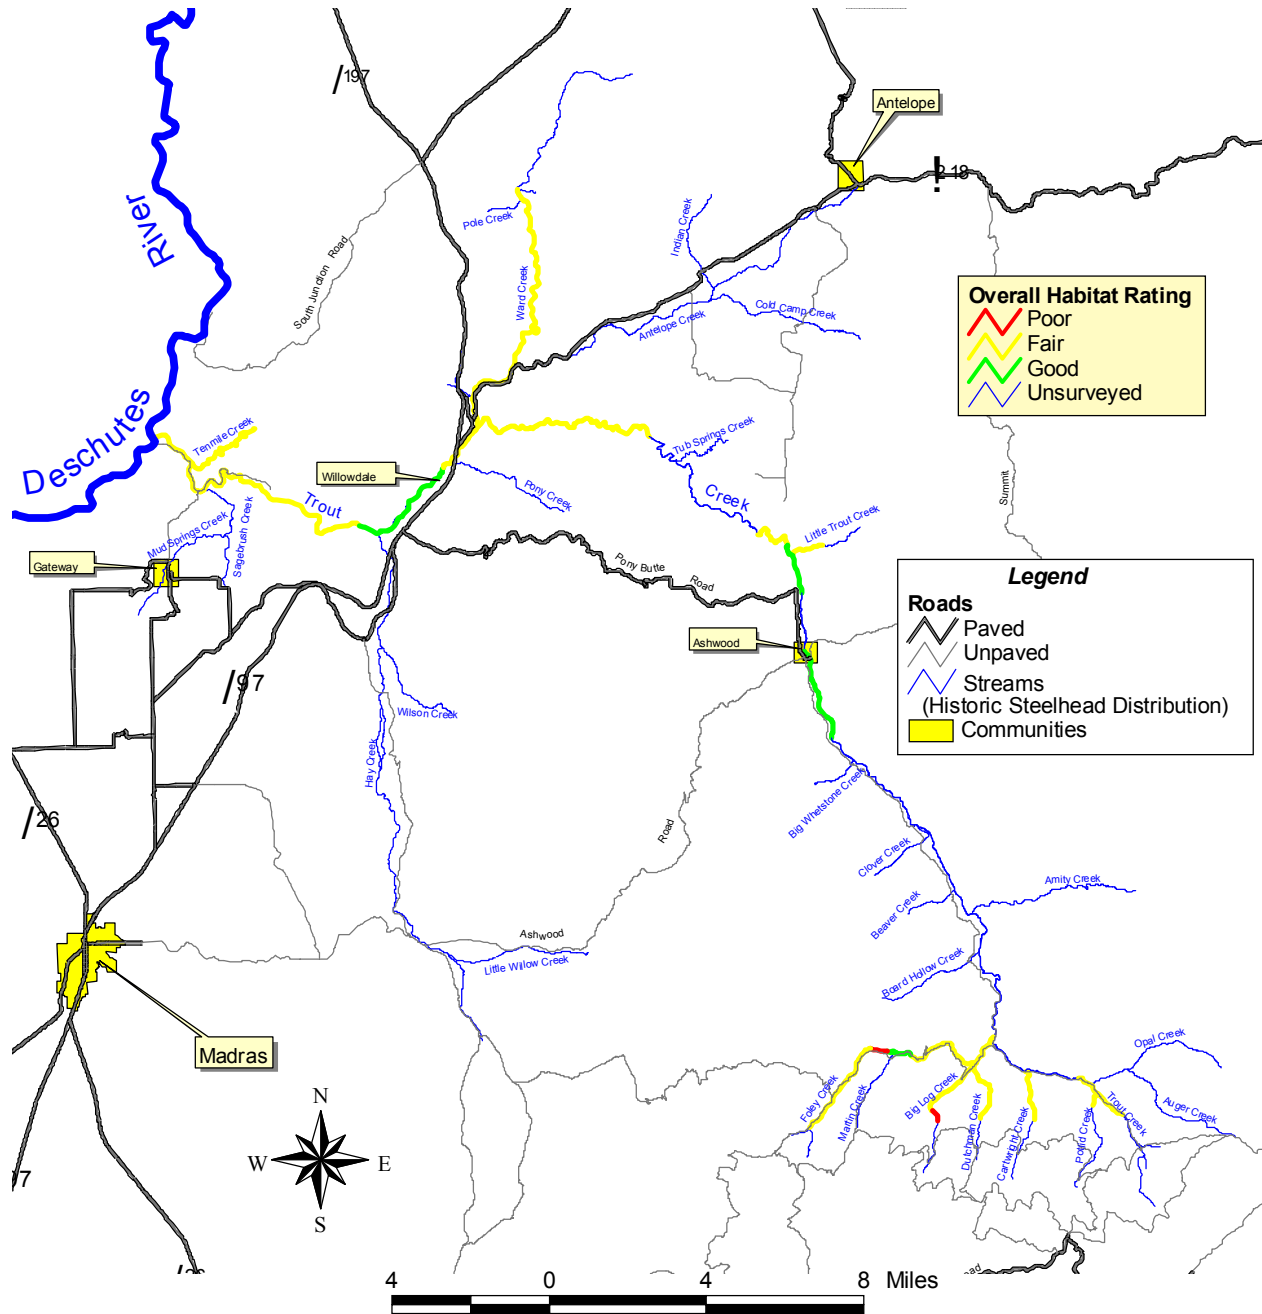 197
Antelope
218
River
Pole Creek
Indian Creek
South Junction Road
Ward Creek
Cold Camp Creek
Antelope Creek
Overall Habitat Rating
Poor
Fair
Good
Unsurveyed
Deschutes
Tenmile Creek
Tub Springs Creek
Willowdale
Pony Creek
Creek
Summit
Trout
Little Trout Creek
Mud Springs Creek
Sagebrush Creek
Gateway
Pony Butte
Road
Legend
Roads
Paved
Unpaved
Streams
(Historic Steelhead Distribution)
Communities
Ashwood
97
Wilson Creek
Hay Creek
Big Whetstone Creek
26
Road
Clover Creek
Amity Creek
Beaver Creek
Ashwood
Little Willow Creek
Board Hollow Creek
Madras
Opal Creek
Foley Creek
Martin Creek
Big Log Creek
Dutchman Creek
Cartwright Creek
Potlid Creek
Trout Creek
Auger Creek
N
W E
S
7
26
oad
4 0 4 8 Miles